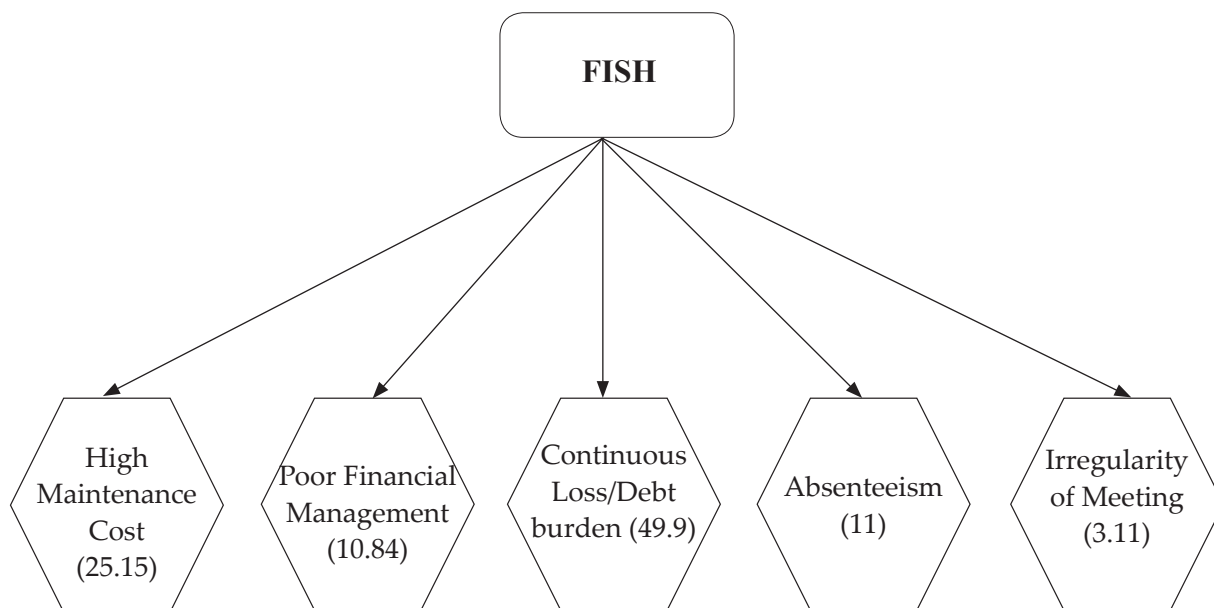 FISH
High
Maintenance
Cost
(25.15)
Poor Financial
Management
(10.84)
Continuous
Loss/Debt
burden (49.9)
Absenteeism
(11)
Irregularity
of Meeting
(3.11)